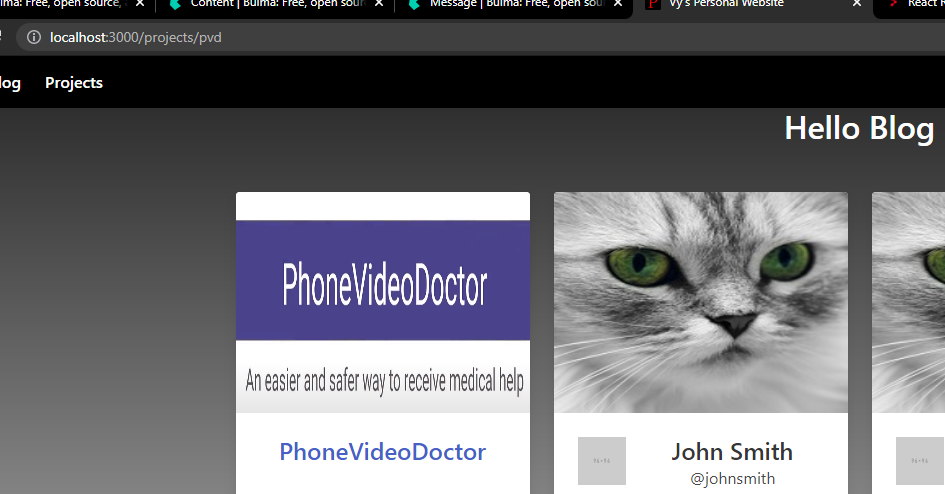 ma: Free, open source,
Content | Bulma: Free, open sour
Message | Bulma: Free, open sou
Vy's Personal Website
React R
localhost:3000/projects/pvd
log
Projects
Hello Blog
PhoneVideoDoctor
An easier and safer way to receive medical help
PhoneVideoDoctor
John Smith
@johnsmith